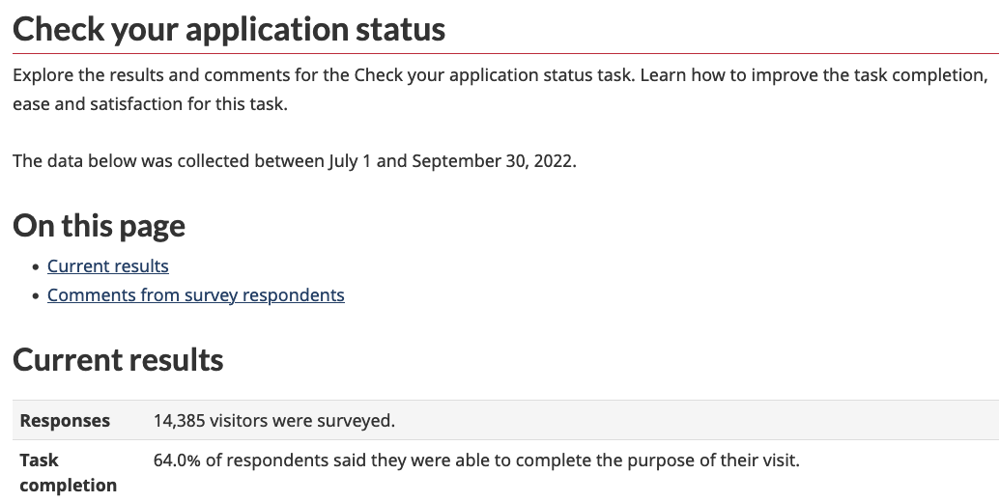 Check your application status
Explore the results and comments for the Check your application status task. Learn how to improve the task completion,
ease and satisfaction for this task.
The data below was collected between July 1 and September 30, 2022.
On this page
• Current results
• Comments from survey respondents
Current results
Responses 14,385 visitors were surveyed.
Task 64.0% of respondents said they were able to complete the purpose of their visit.
completion